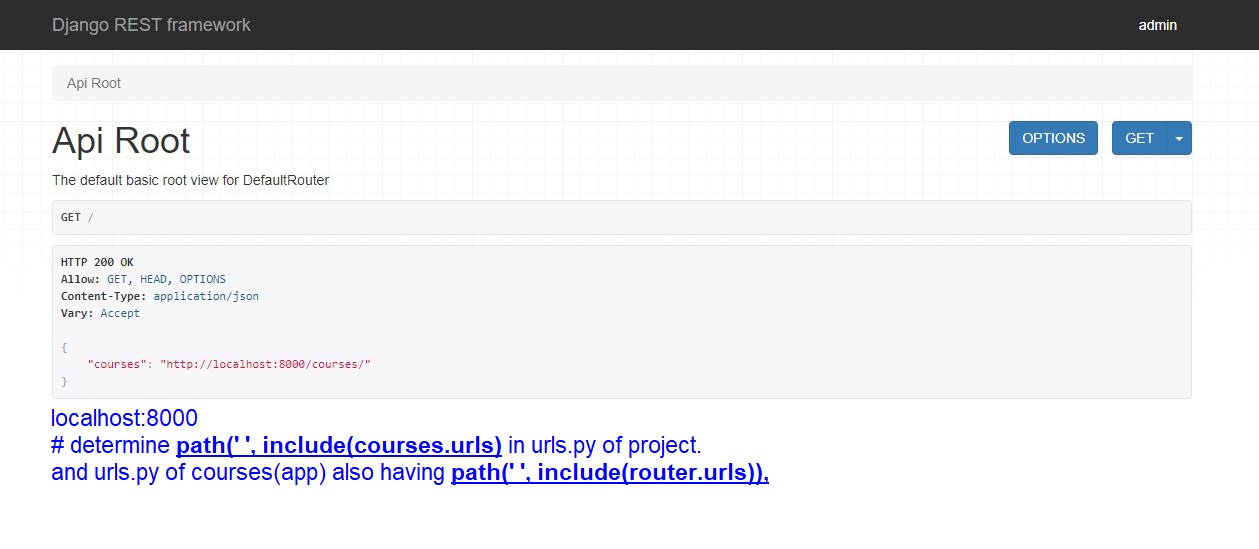 Django REST framework
admin
Api Root
Api Root
OPTIONS
GET
The default basic root view for DefaultRouter
GET /
HTTP 200 OK
Allow: GET, HEAD, OPTIONS
Content-Type: application/json
Vary: Accept
{
"courses": "http://localhost:8000/courses/"
}
localhost:8000
# determine path(' ', include(courses.urls) in urls.py of project.
and urls.py of courses(app) also having path(' ', include(router.urls)),